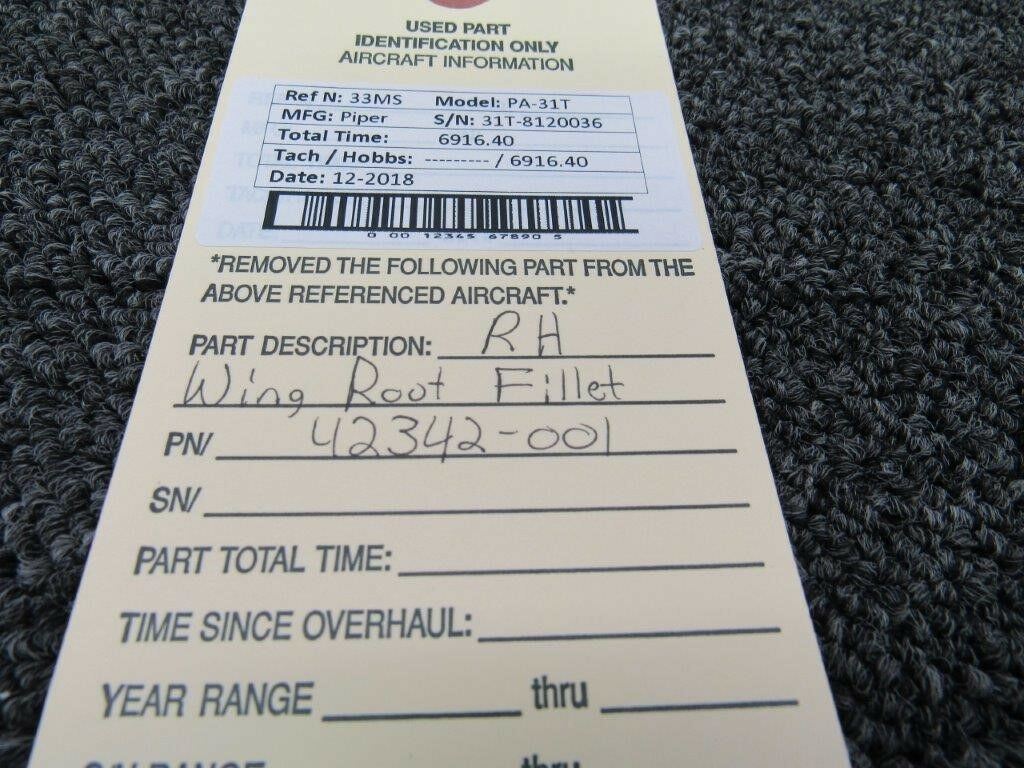 USED PART
IDENTIFICATION ONLY
AIRCRAFT INFORMATION
Ref N: 33MS Model: PA-31T
MFG: Piper S/N: 31T-8120036
Total Time: 6916.40
Tach / Hobbs: --------- / 6916.40
Date: 12-2018
0 00 12345 67890 5
*REMOVED THE FOLLOWING PART FROM THE
ABOVE REFERENCED AIRCRAFT.*
PART DESCRIPTION: RH
Wing Root Fillet
PN/ 42342-001
SN/
PART TOTAL TIME:
TIME SINCE OVERHAUL:
YEAR RANGE thru
S/N RANGE thru